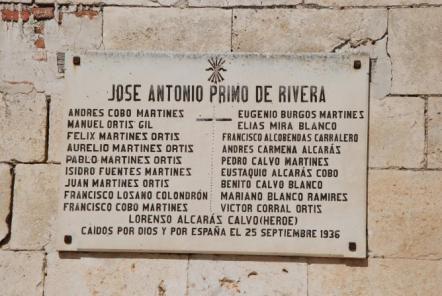 JOSE ANTONIO PRIMO DE RIVERA
ANDRES COBO MARTINES
MANUEL ORTIS GIL
FELIX MARTINES ORTIS
AURELIO MARTINES ORTIS
PABLO MARTINES ORTIS
ISIDRO FUENTES MARTINES
JUAN MARTINES ORTIS
FRANCISCO LOSANO COLONDRÓN
FRANCISCO COBO MARTINES
EUGENIO BURGOS MARTINES
ELIAS MIRA BLANCO
FRANCISCO ALCOBENDAS CARRALERO
ANDRES CARMENA ALCARÁS
PEDRO CALVO MARTINES
EUSTAQUIO ALCARÁS COBO
BENITO CALVO BLANCO
MARIANO BLANCO RAMIRES
VICTOR CORRAL ORTIS
LORENSO ALCARÁS CALVO(HEROE)
CAÍDOS POR DIOS Y POR ESPAÑA EL 25 SEPTIEMBRE 1936